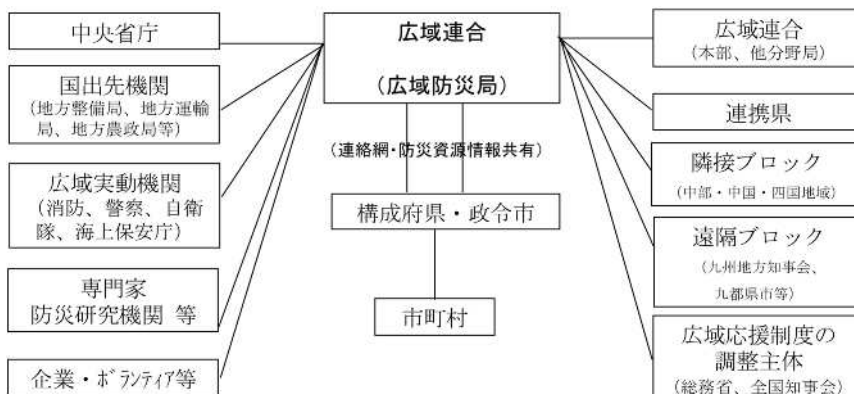 中央省庁
国出先機関
(地方整備局、地方運輸
局、地方農政局等)
広域実動機関
(消防、警察、自衛
隊、海上保安庁)
専門家
防災研究機関 等
企業・ボランティア等
広域連合
(広域防災局)
(連絡網・防災資源情報共有)
構成府県・政令市
市町村
広域連合
(本部、他分野局)
連携県
隣接ブロック
(中部・中国・四国地域)
遠隔ブロック
(九州地方知事会、
九都県市等)
広域応援制度の
調整主体
(総務省、全国知事会)